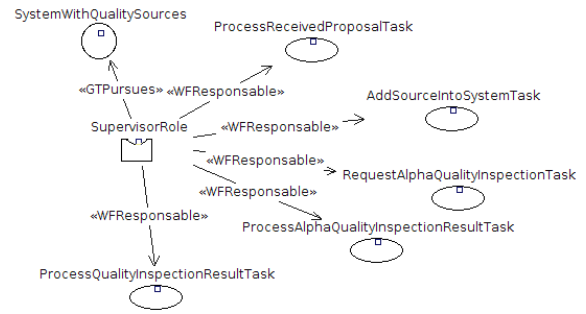 SystemWithQualitySources
ProcessReceivedProposalTask
«GTPursues»
«WFResponsable»
AddSourceIntoSystemTask
SupervisorRole
«WFResponsable»
«WFResponsable»
RequestAlphaQualityInspectionTask
«WFResponsable»
«WFResponsable»
ProcessAlphaQualityInspectionResultTask
ProcessQualityInspectionResultTask